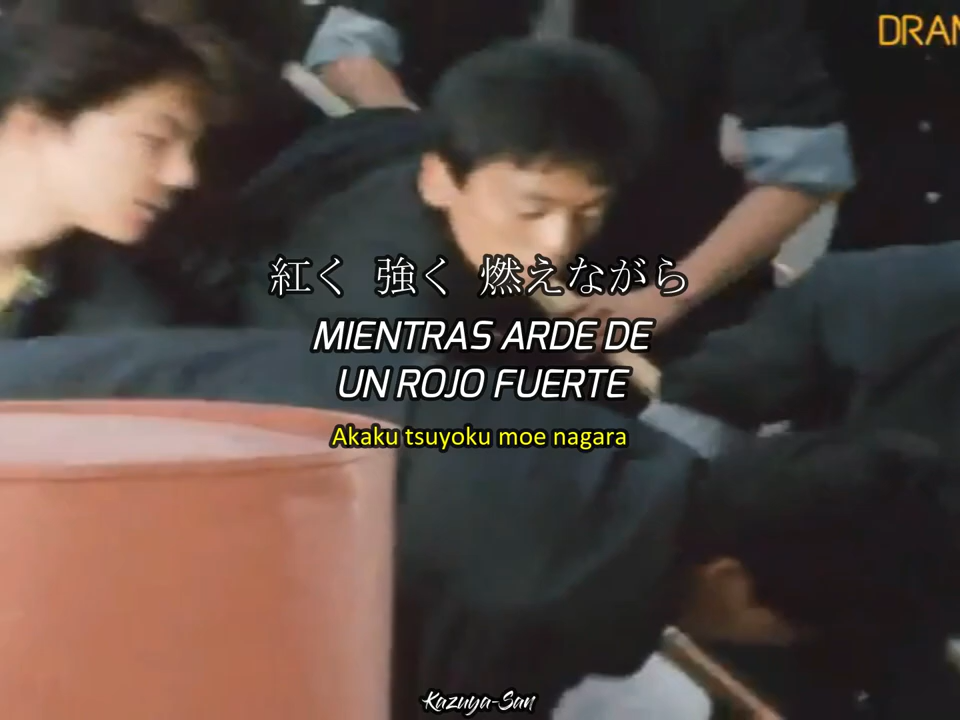 DRAM
紅く 強く 燃えながら
MIENTRAS ARDE DE
UN ROJO FUERTE
Akaku tsuyoku moe nagara
Kazuya-San